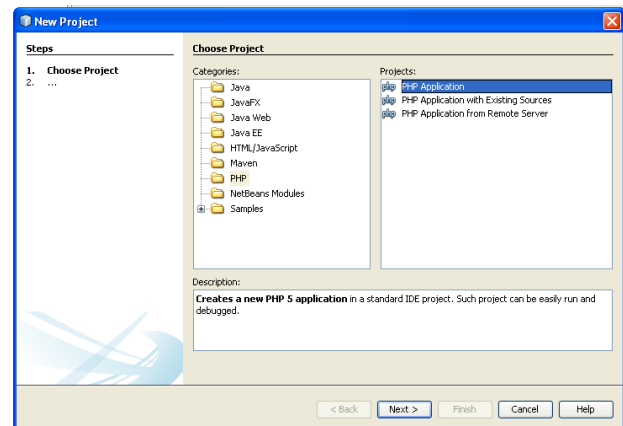 New Project
Steps
1. Choose Project
2. ...
Choose Project
Categories:
Java
JavaFX
Java Web
Java EE
HTML/JavaScript
Maven
PHP
NetBeans Modules
Samples
Projects:
php PHP Application
php PHP Application with Existing Sources
php PHP Application from Remote Server
Description:
Creates a new PHP 5 application in a standard IDE project. Such project can be easily run and
debugged.
< Back Next > Finish Cancel Help